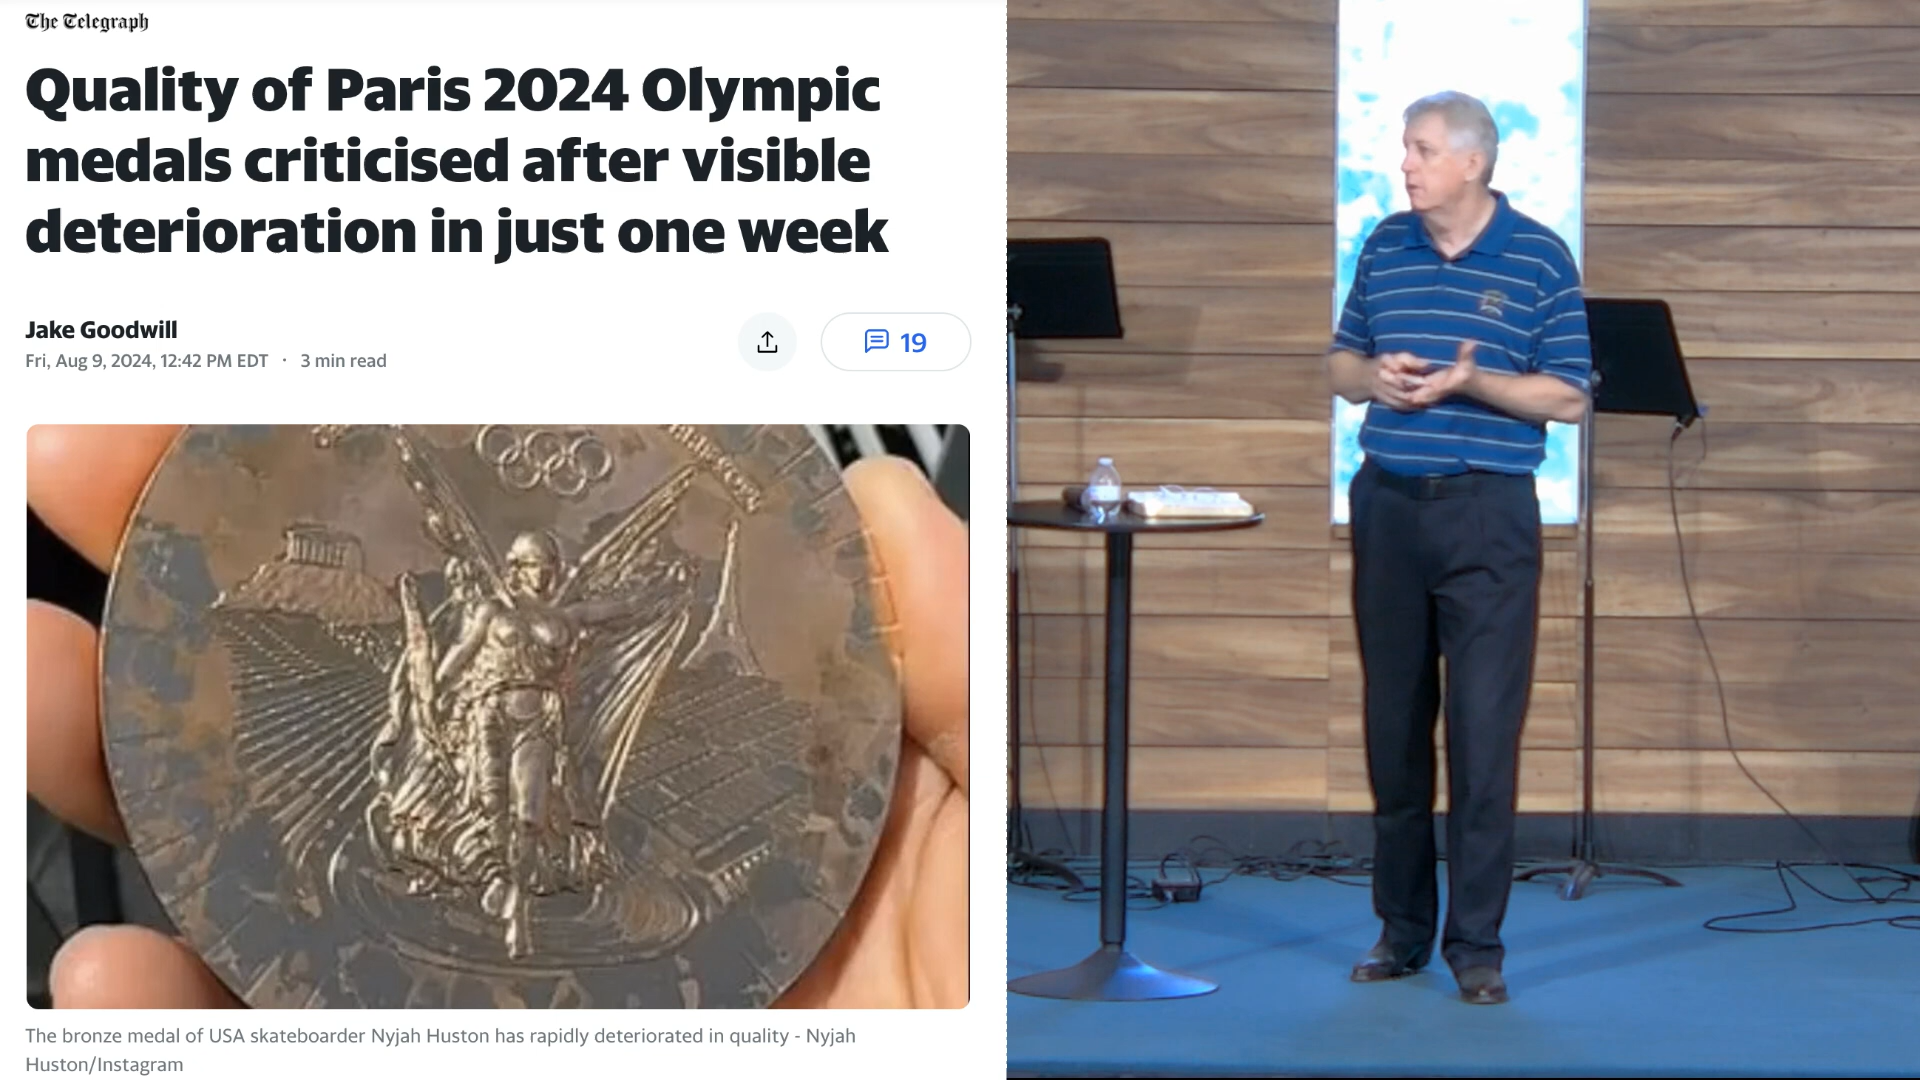 The Telegraph
Quality of Paris 2024 Olympic
medals criticised after visible
deterioration in just one week
Jake Goodwill
Fri, Aug 9, 2024, 12:42 PM EDT · 3 min read
19
The bronze medal of USA skateboarder Nyjah Huston has rapidly deteriorated in quality - Nyjah
Huston/Instagram